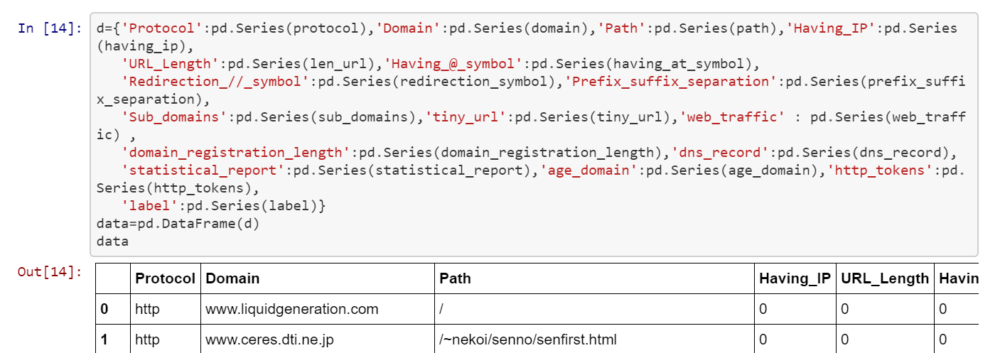 In [14]: d={'Protocol':pd.Series(protocol),'Domain':pd.Series(domain),'Path':pd.Series(path),'Having_IP':pd.Series
(having_ip),
'URL_Length':pd.Series(len_url),'Having_@_symbol':pd.Series(having_at_symbol),
'Redirection_//_symbol':pd.Series(redirection_symbol),'Prefix_suffix_separation':pd.Series(prefix_suffi
x_separation),
'Sub_domains':pd.Series(sub_domains),'tiny_url':pd.Series(tiny_url),'web_traffic' : pd.Series(web_traff
ic) ,
'domain_registration_length':pd.Series(domain_registration_length),'dns_record':pd.Series(dns_record),
'statistical_report':pd.Series(statistical_report),'age_domain':pd.Series(age_domain),'http_tokens':pd.
Series(http_tokens),
'label':pd.Series(label)}
data=pd.DataFrame(d)
data
Out[14]:
Protocol Domain Path Having_IP URL_Length Havin
0 http www.liquidgeneration.com / 0 0 0
1 http www.ceres.dti.ne.jp /~nekoi/senno/senfirst.html 0 0 0